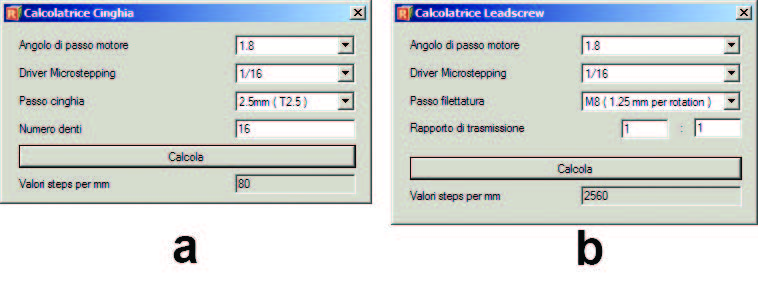 Calcolatrice Cinghia
Angolo di passo motore 1.8
Driver Microstepping 1/16
Passo cinghia 2.5mm ( T2.5 )
Numero denti 16
Calcola
Valori steps per mm 80
a
Calcolatrice Leadscrew
Angolo di passo motore 1.8
Driver Microstepping 1/16
Passo filettatura M8 ( 1.25 mm per rotation )
Rapporto di trasmissione 1 : 1
Calcola
Valori steps per mm 2560
b